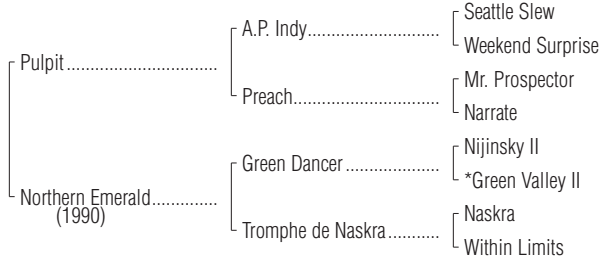 Seattle Slew
A.P. Indy
Weekend Surprise
Pulpit
Mr. Prospector
Preach
Narrate
Nijinsky II
Green Dancer
*Green Valley II
Northern Emerald
(1990)
Naskra
Tromphe de Naskra
Within Limits